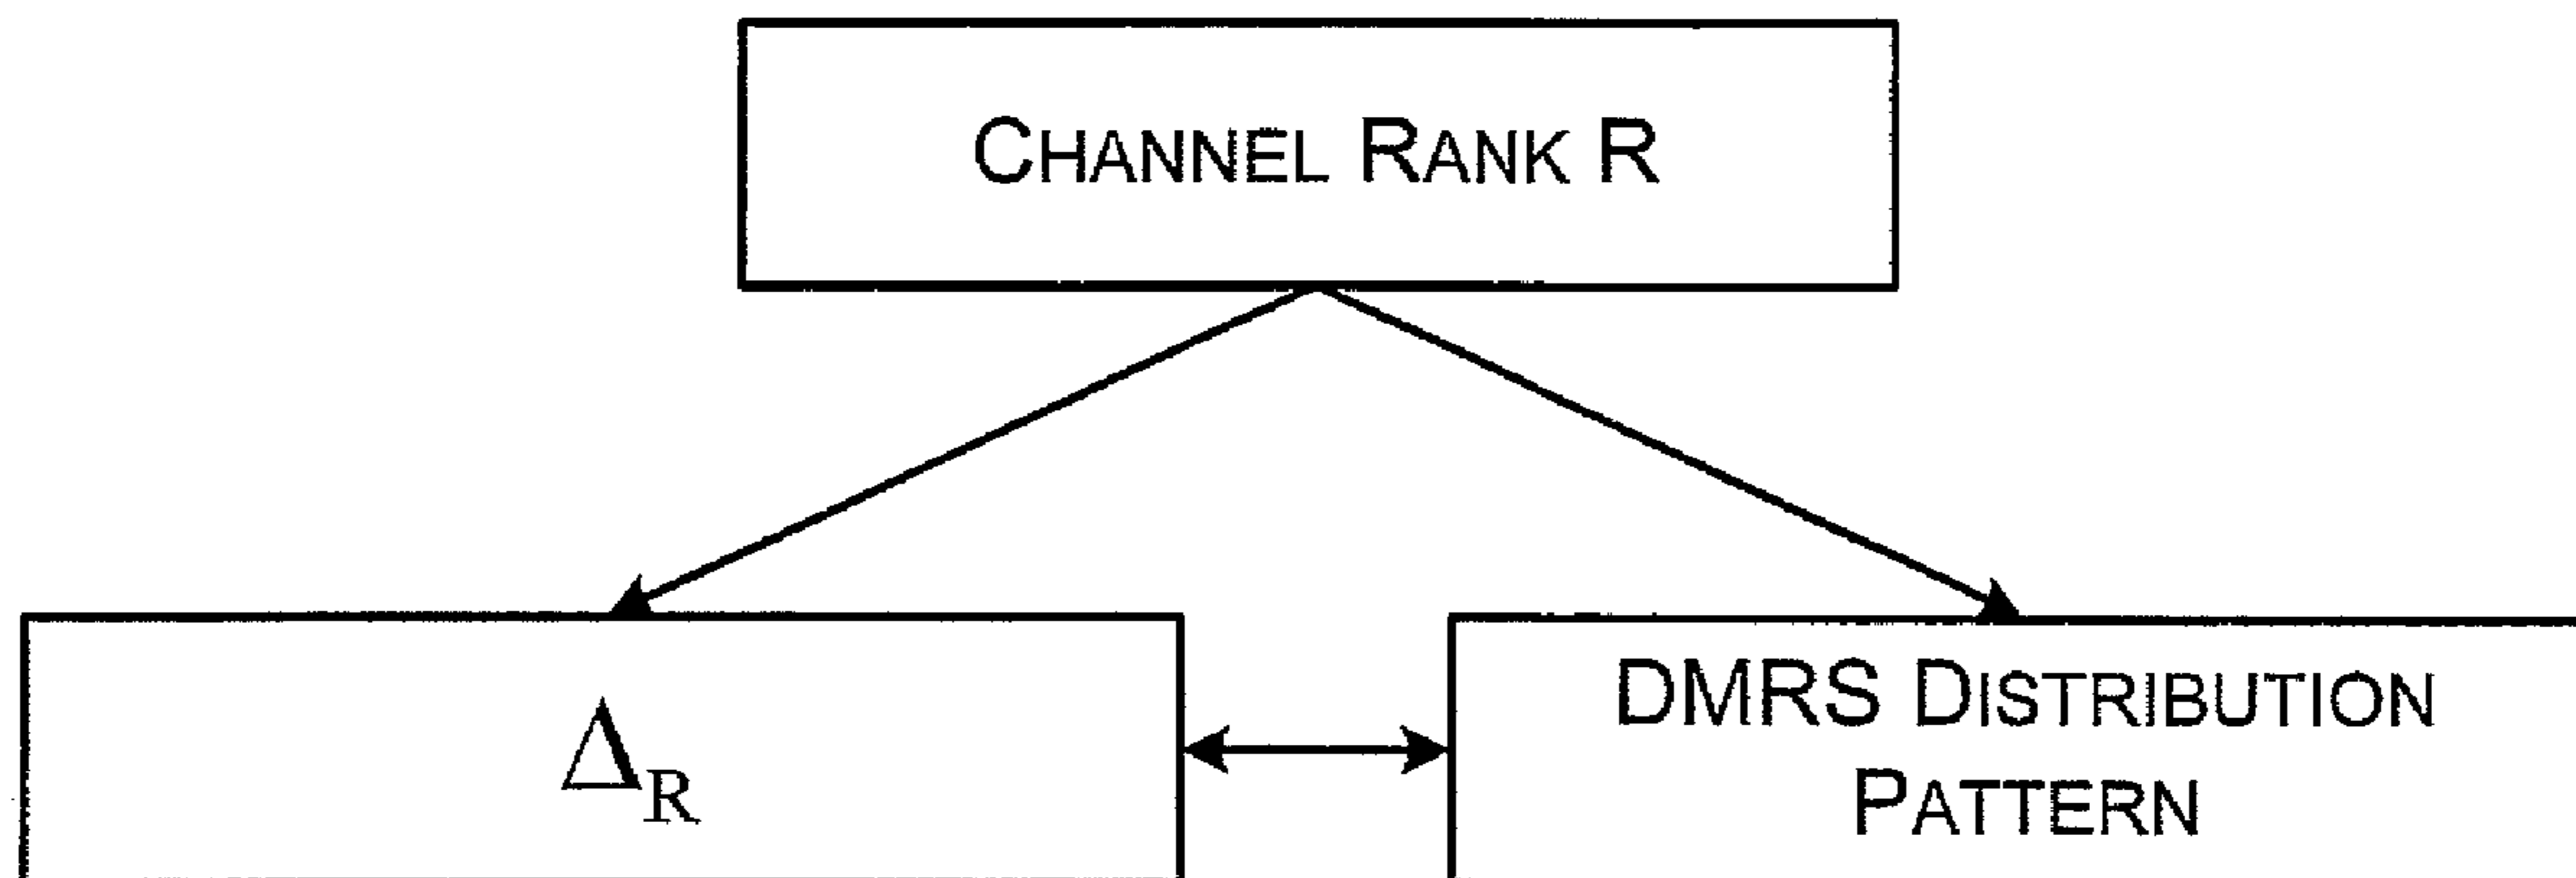 CHANNEL RANK R
Δ_R
DMRS DISTRIBUTION
PATTERN